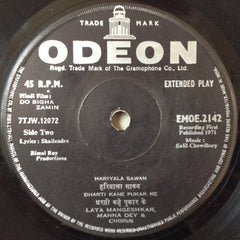 TRADE MARK
ODEON
Regd. Trade Mark of The Gramophone Co., Ltd.
45 R.P.M.
EXTENDED PLAY
Hindi Film:
DO BIGHA
ZAMIN
7TJW.12072
Side Two
Lyrics : Shailendra
Bimal Roy
Productions
EMOE.2142
Recording First
Published 1971
Music :
Salil Chowdhury
HARIYALA SAWAN
हरियाला सावन
DHARTI KAHE PUKAR KE
धरती कहे पुकार के
LATA MANGESHKAR,
MANNA DEY &
CHORUS